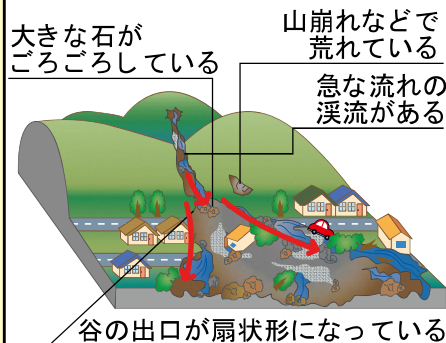 大きな石が
ごろごろしている
山崩れなどで
荒れている
急な流れの
渓流がある
谷の出口が扇状形になっている